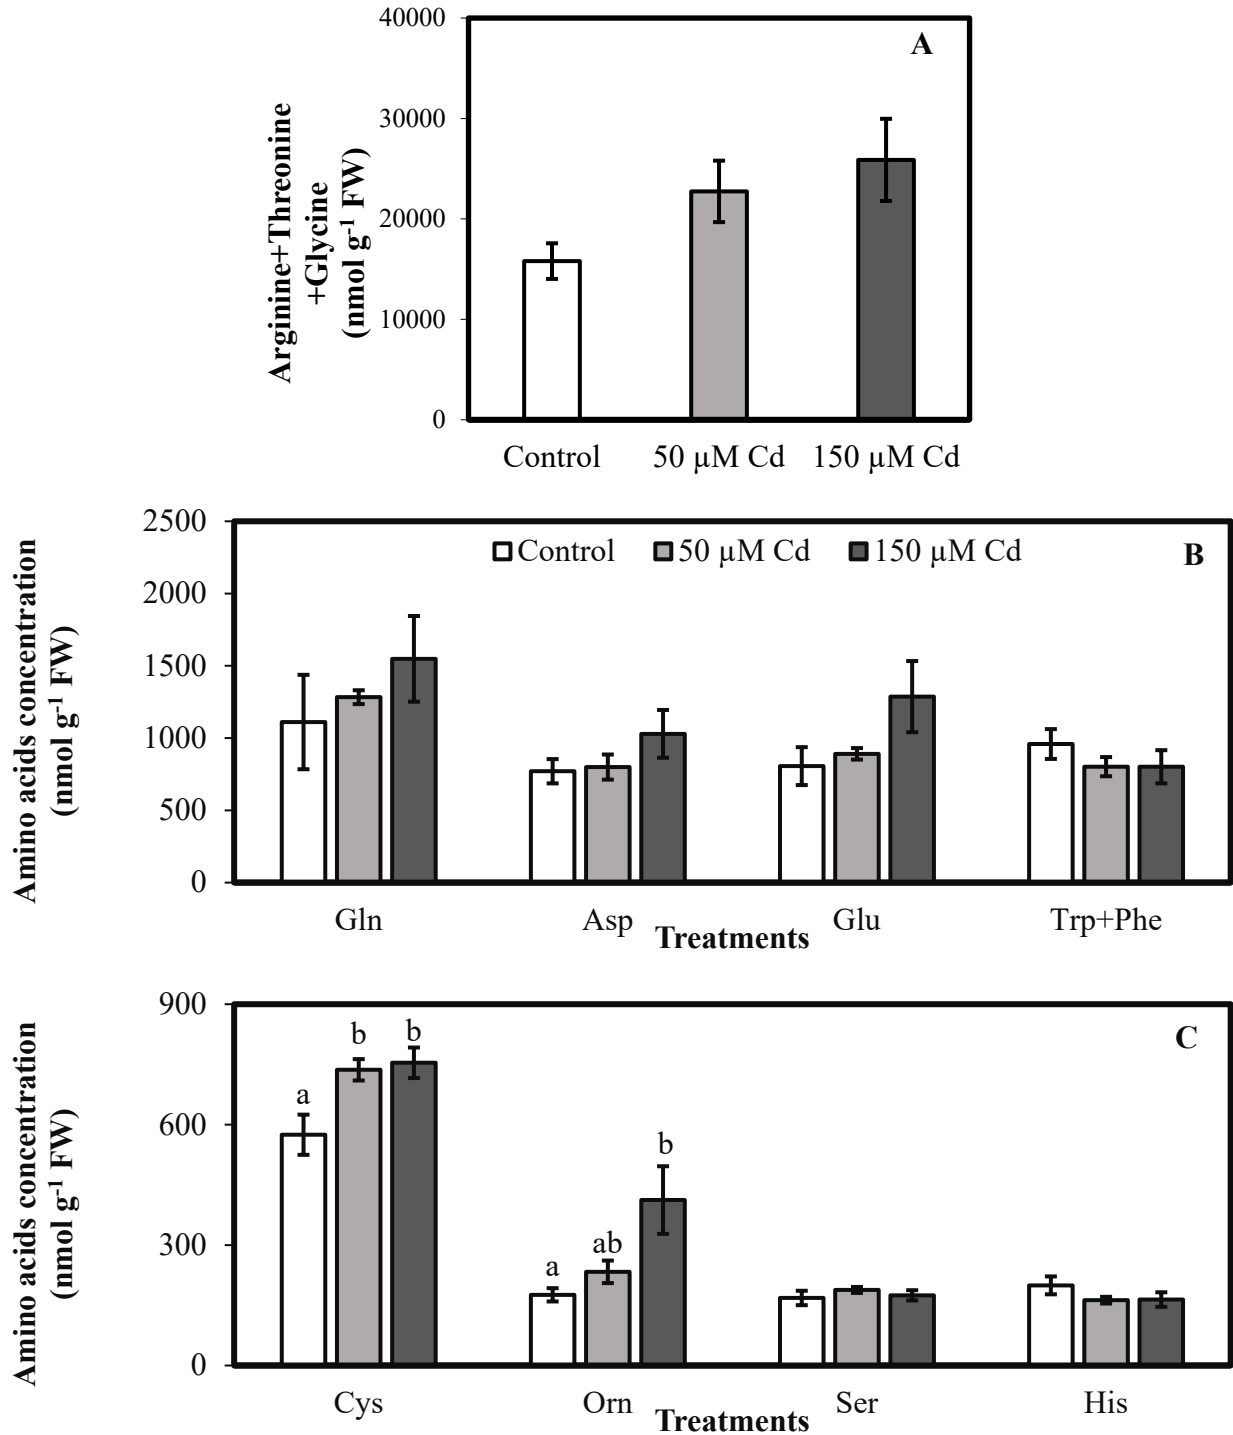 A
40000
30000
20000
10000
0
Arginine+Threonine
+Glycine
(nmol g⁻¹ FW)
Control 50 µM Cd 150 µM Cd
Control 50 µM Cd 150 µM Cd
B
2500
2000
1500
1000
500
0
Amino acids concentration
(nmol g⁻¹ FW)
Gln Asp Glu Trp+Phe
Treatments
C
900
600
300
0
Amino acids concentration
(nmol g⁻¹ FW)
a b b
a ab b
Cys Orn Ser His
Treatments